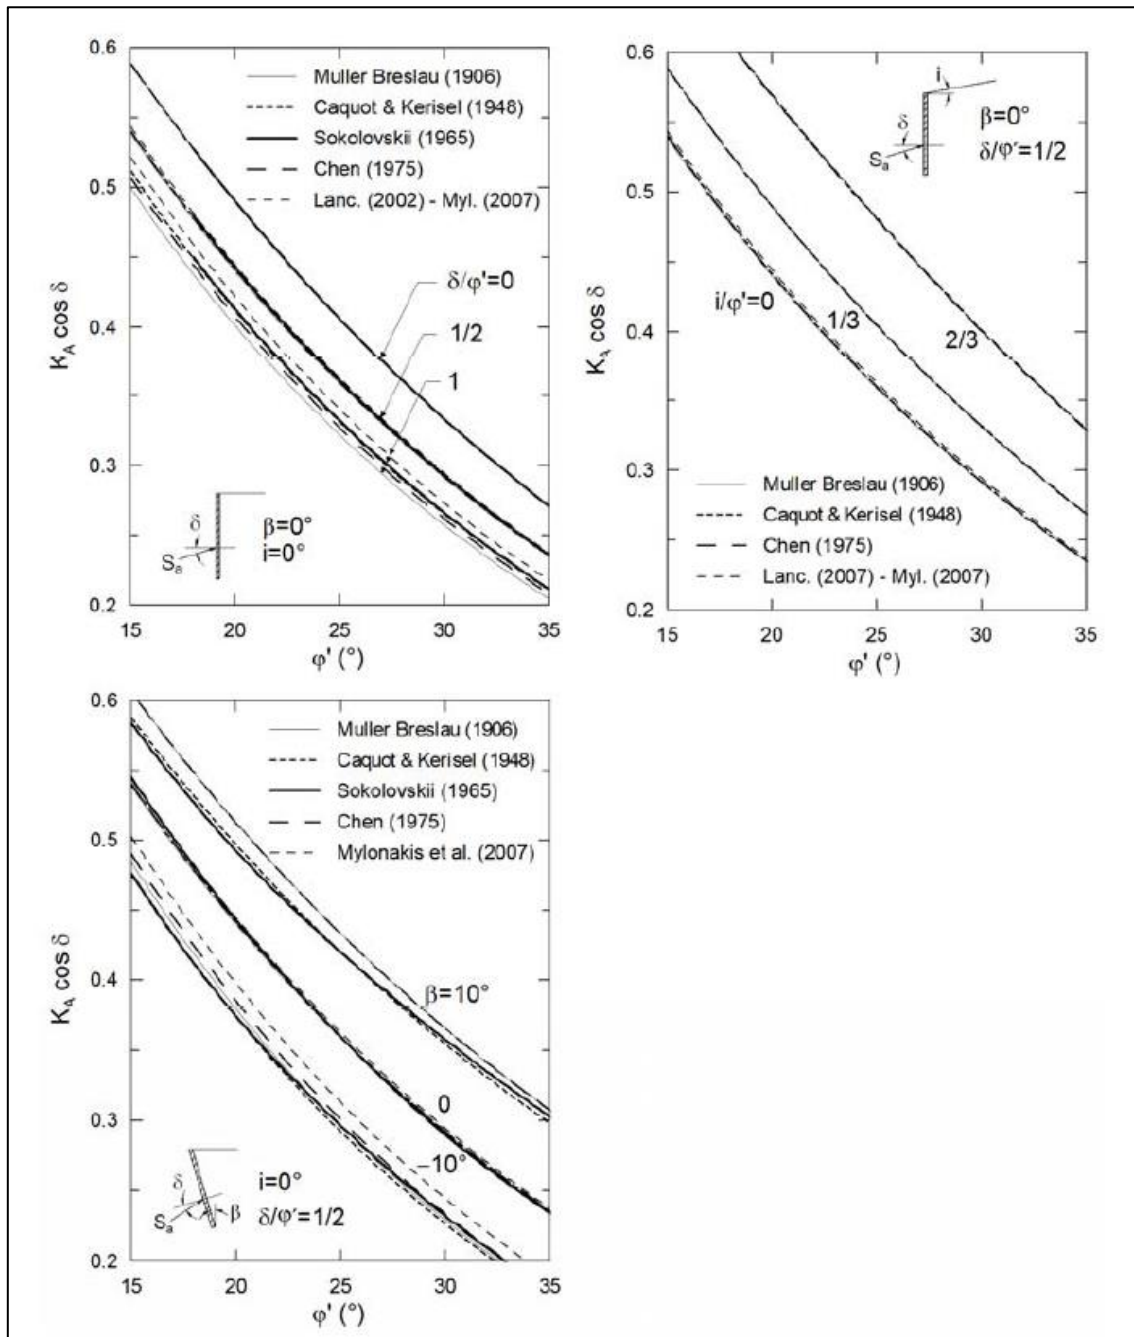 0.6
0.5
0.4
0.3
0.2
K_A cos δ
Muller Breslau (1906)
Caquot & Kerisel (1948)
Sokolovskii (1965)
Chen (1975)
Lanc. (2002) - Myl. (2007)
δ/φ'=0
1/2
1
δ
S_a
β=0°
i=0°
15 20 25 30 35
φ' (°)
0.6
0.5
0.4
0.3
0.2
K_A cos δ
i
δ
S_a
β=0°
δ/φ'=1/2
i/φ'=0
1/3
2/3
Muller Breslau (1906)
Caquot & Kerisel (1948)
Chen (1975)
Lanc. (2007) - Myl. (2007)
15 20 25 30 35
φ' (°)
0.6
0.5
0.4
0.3
0.2
K_A cos δ
Muller Breslau (1906)
Caquot & Kerisel (1948)
Sokolovskii (1965)
Chen (1975)
Mylonakis et al. (2007)
β=10°
0
−10°
δ
S_a
β
i=0°
δ/φ'=1/2
15 20 25 30 35
φ' (°)